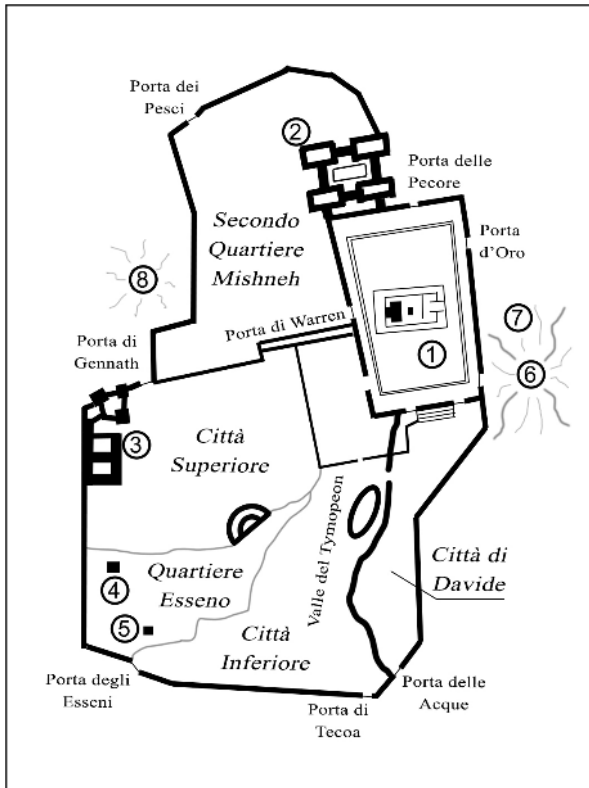 Porta dei
Pesci
2
Porta delle
Pecore
Secondo
Quartiere
Mishneh
Porta
d'Oro
8
7
Porta di Warren
Porta di
Gennath
1
6
3
Città
Superiore
Valle del Tymopeon
Città di
Davide
4
Quartiere
Esseno
5
Città
Inferiore
Porta degli
Esseni
Porta delle
Acque
Porta di
Tecoa